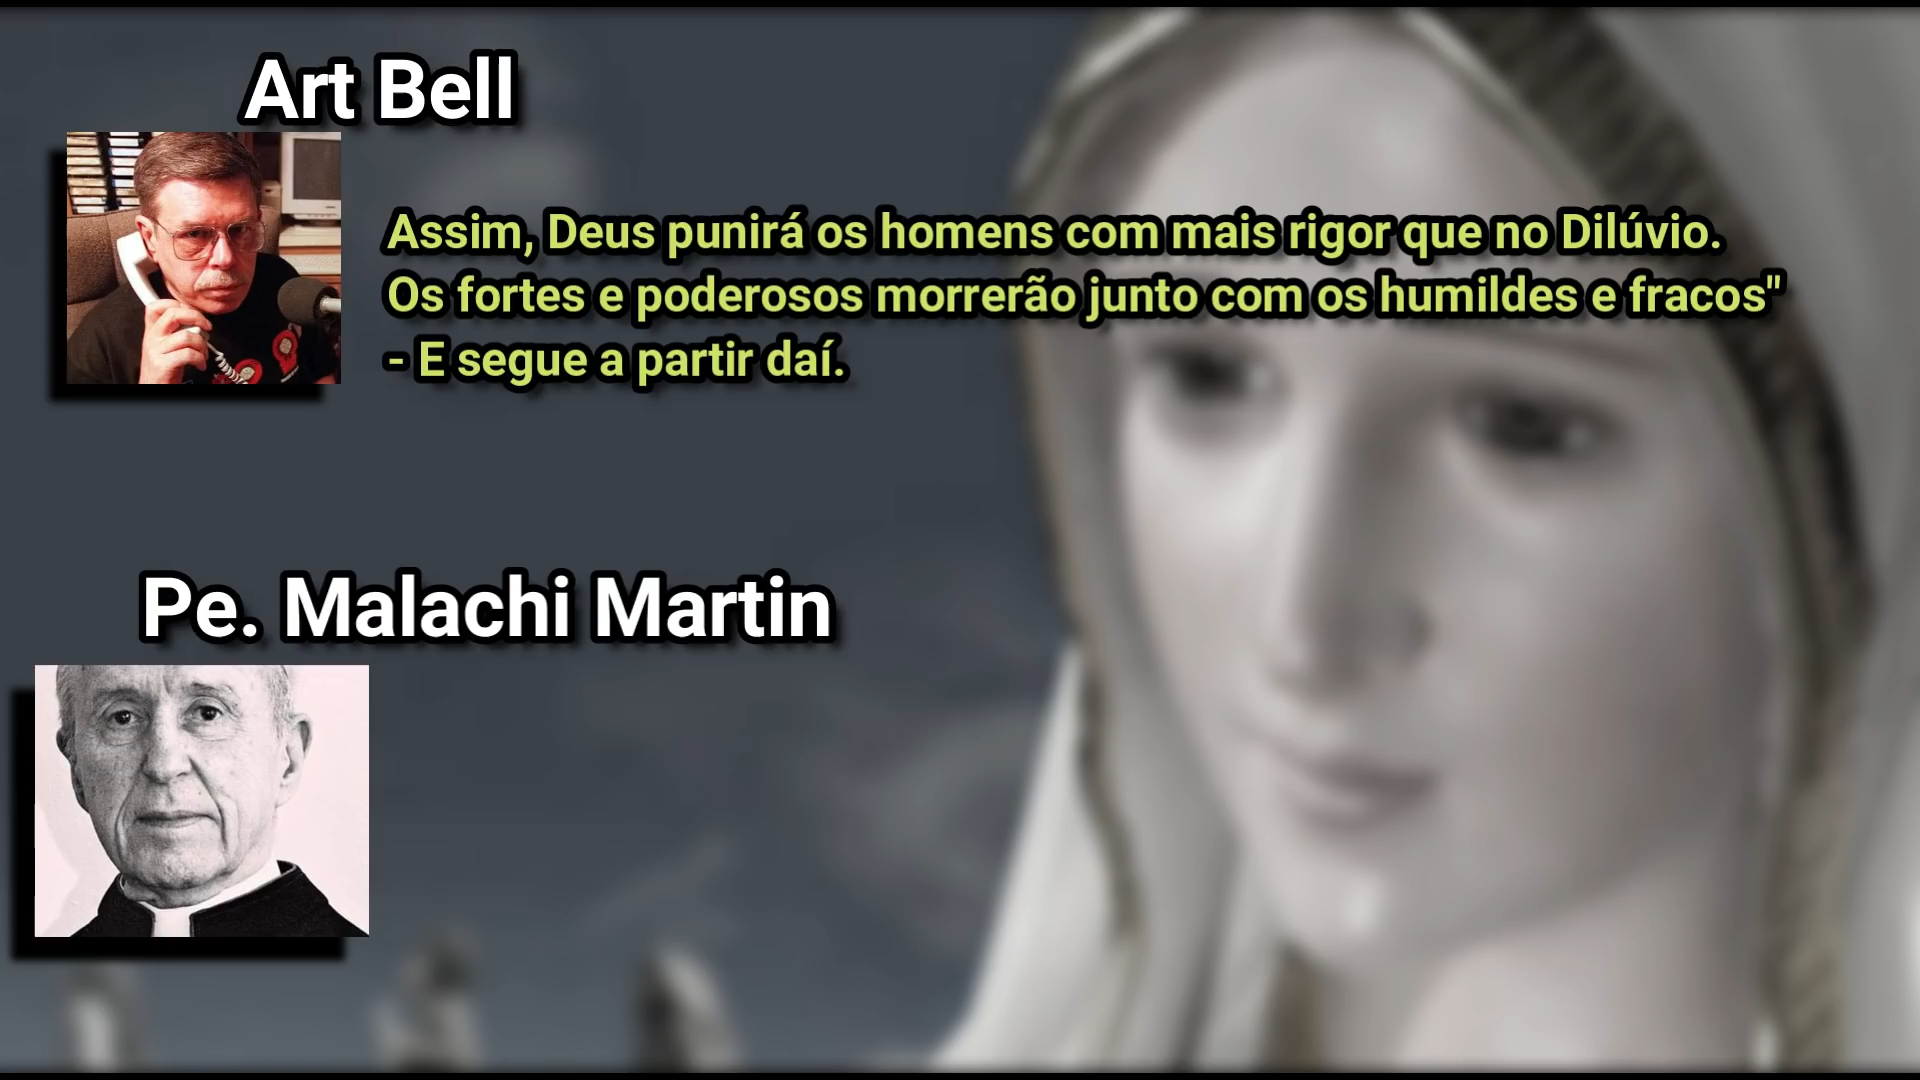 Art Bell
Assim, Deus punirá os homens com mais rigor que no Dilúvio.
Os fortes e poderosos morrerão junto com os humildes e fracos"
- E segue a partir daí.
Pe. Malachi Martin